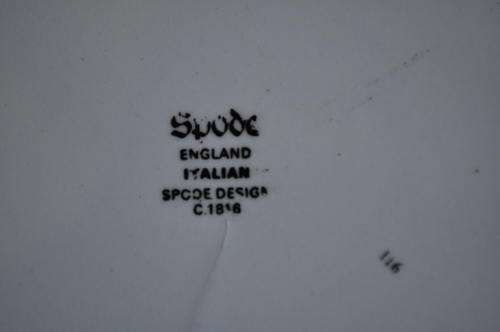 Spode
ENGLAND
ITALIAN
SPODE DESIGN
C.1816
116